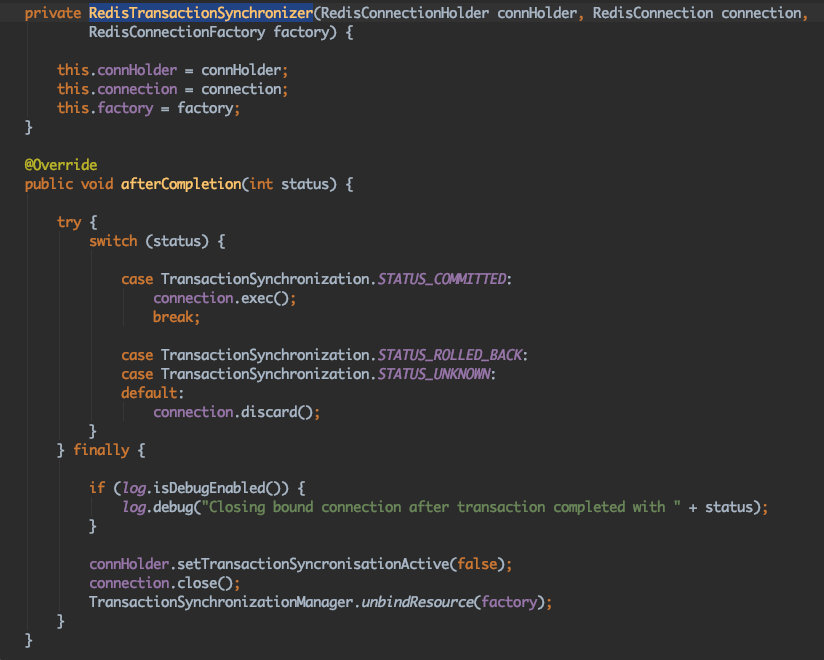 private RedisTransactionSynchronizer(RedisConnectionHolder connHolder, RedisConnection connection,
RedisConnectionFactory factory) {
this.connHolder = connHolder;
this.connection = connection;
this.factory = factory;
}
@Override
public void afterCompletion(int status) {
try {
switch (status) {
case TransactionSynchronization.STATUS_COMMITTED:
connection.exec();
break;
case TransactionSynchronization.STATUS_ROLLED_BACK:
case TransactionSynchronization.STATUS_UNKNOWN:
default:
connection.discard();
}
} finally {
if (log.isDebugEnabled()) {
log.debug("Closing bound connection after transaction completed with " + status);
}
connHolder.setTransactionSyncronisationActive(false);
connection.close();
TransactionSynchronizationManager.unbindResource(factory);
}
}